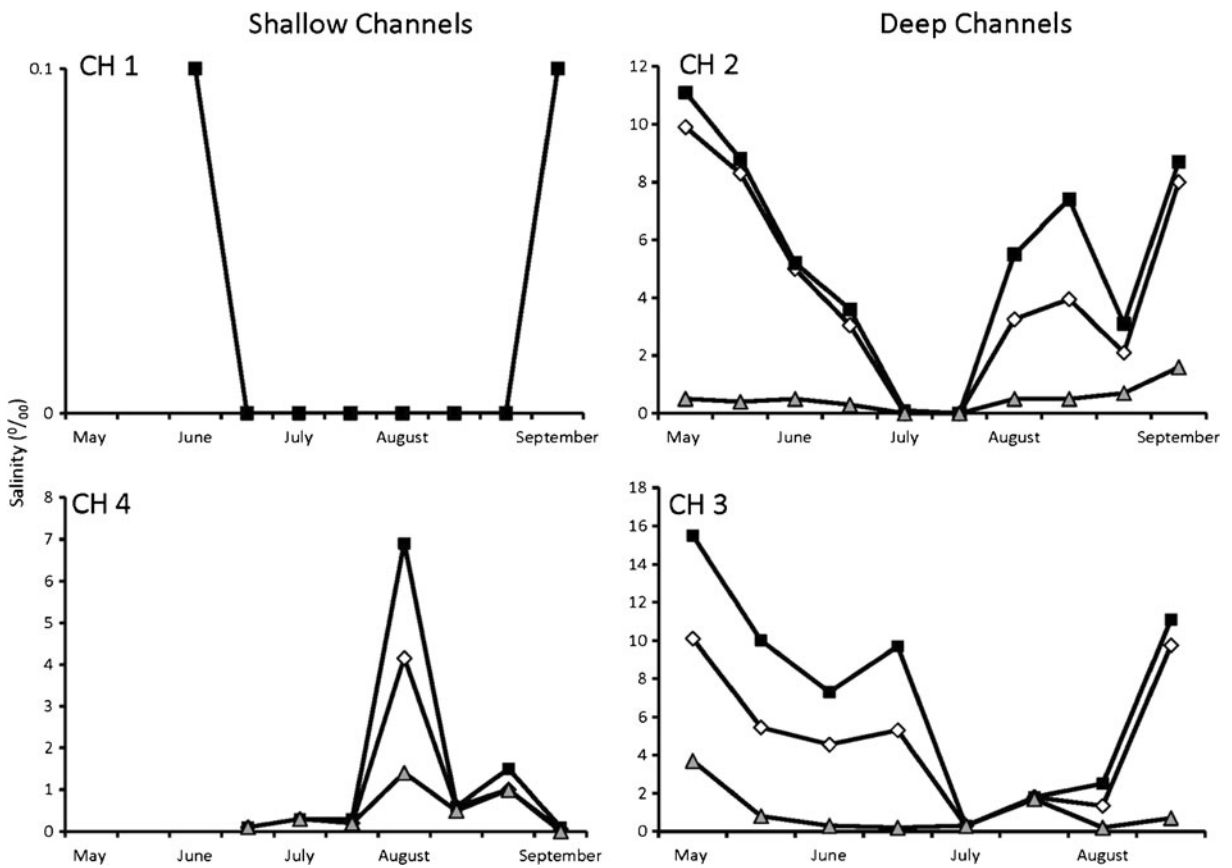 Shallow Channels
Deep Channels
Salinity (⁰/₀₀)
CH 1
0.1
0
May June July August September
CH 2
12
10
8
6
4
2
0
May June July August September
CH 4
8
7
6
5
4
3
2
1
0
May June July August September
CH 3
18
16
14
12
10
8
6
4
2
0
May June July August